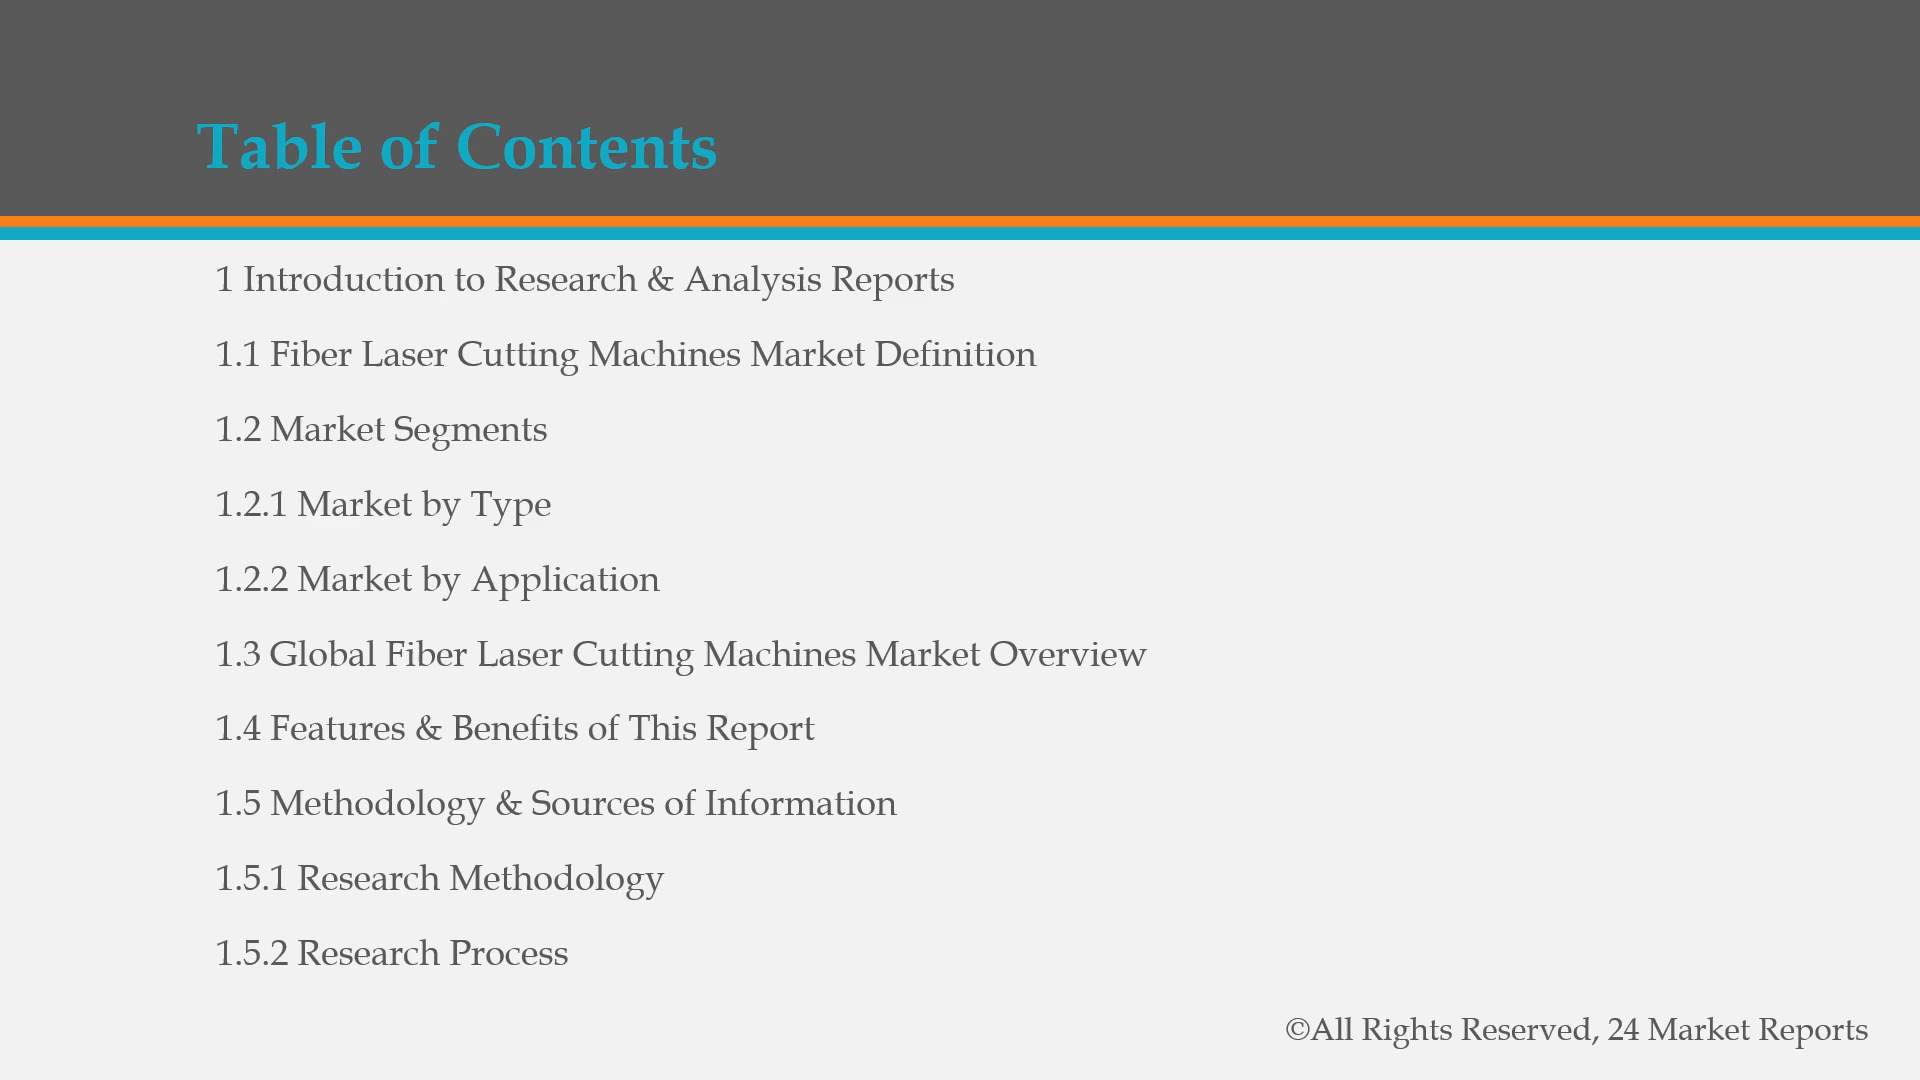 Table of Contents
1 Introduction to Research & Analysis Reports
1.1 Fiber Laser Cutting Machines Market Definition
1.2 Market Segments
1.2.1 Market by Type
1.2.2 Market by Application
1.3 Global Fiber Laser Cutting Machines Market Overview
1.4 Features & Benefits of This Report
1.5 Methodology & Sources of Information
1.5.1 Research Methodology
1.5.2 Research Process
©All Rights Reserved, 24 Market Reports